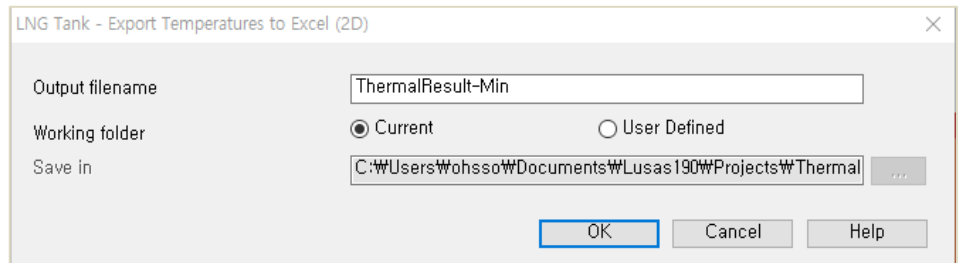 LNG Tank - Export Temperatures to Excel (2D)
Output filename
ThermalResult-Min
Working folder
Current
User Defined
Save in
C:₩Users₩ohsso₩Documents₩Lusas190₩Projects₩Thermal
...
OK
Cancel
Help